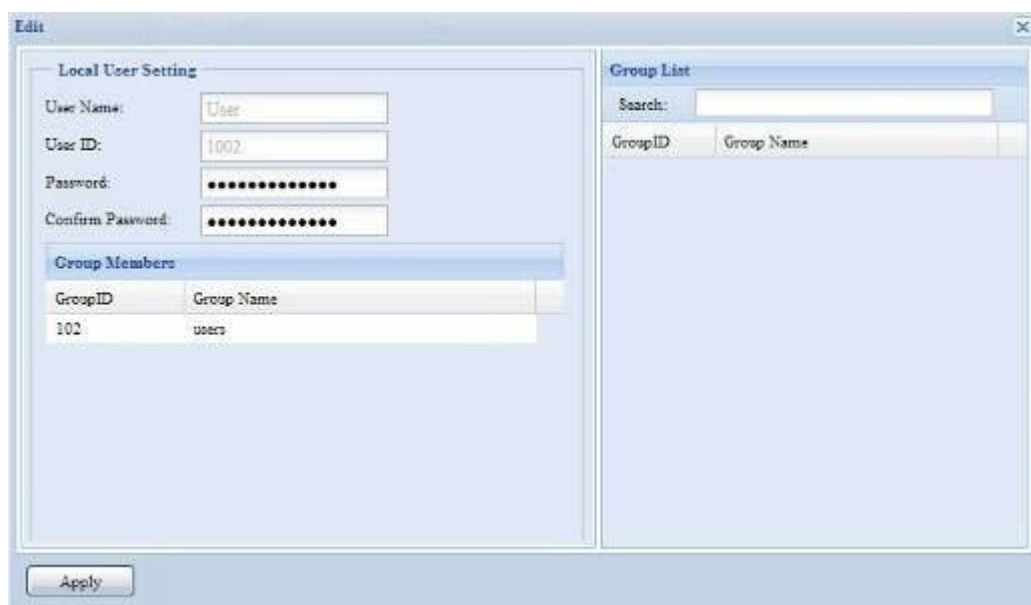 Edit
Local User Setting
User Name: User
User ID: 1002
Password: •••••••••••••
Confirm Password: •••••••••••••
Group Members
GroupID Group Name
102 users
Group List
Search:
GroupID Group Name
Apply